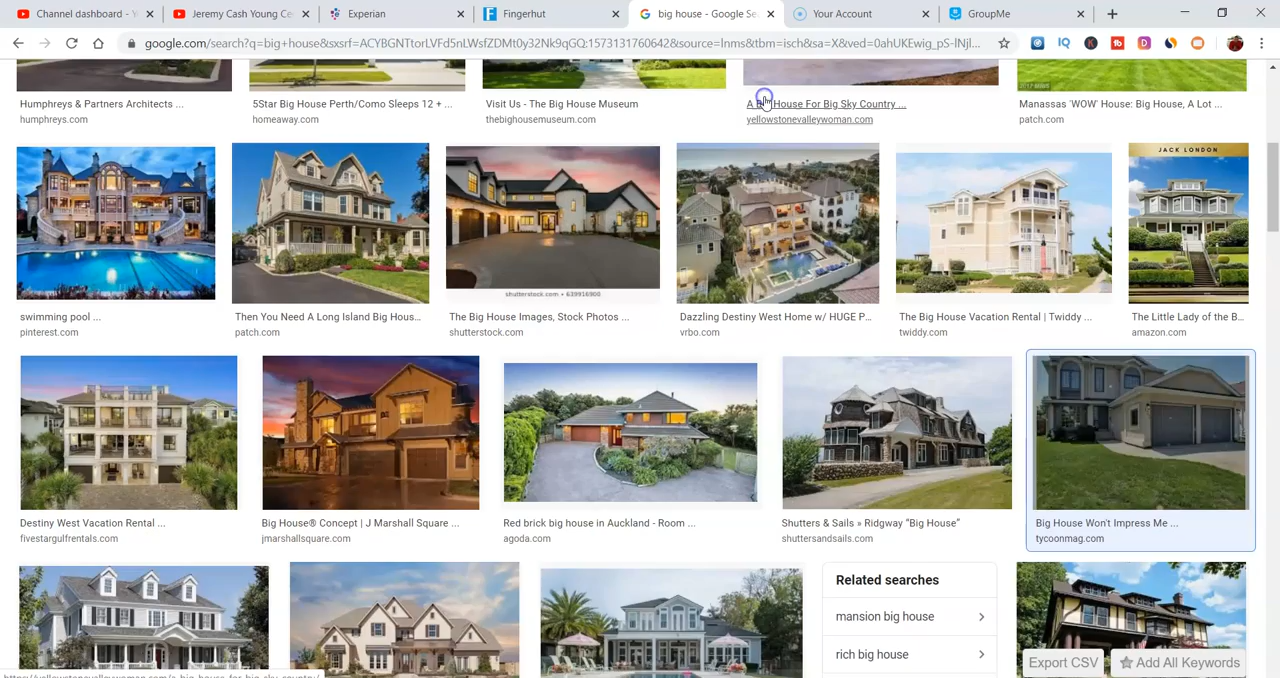 Channel dashboard - Y
Jeremy Cash Young Ce
Experian
Fingerhut
big house - Google Se
Your Account
GroupMe
google.com/search?q=big+house&sxsrf=ACYBGNTtorLVFd5nLWsfZDMt0y32Nk9qGQ:1573131760642&source=lnms&tbm=isch&sa=X&ved=0ahUKEwig_pS-lNjl...
Humphreys & Partners Architects ...
humphreys.com
5Star Big House Perth/Como Sleeps 12 + ...
homeaway.com
Visit Us - The Big House Museum
thebighousemuseum.com
A Big House For Big Sky Country ...
yellowstonevalleywoman.com
Manassas 'WOW' House: Big House, A Lot ...
patch.com
JACK LONDON
shutterstock.com • 639916906
swimming pool ...
pinterest.com
Then You Need A Long Island Big Hous...
patch.com
The Big House Images, Stock Photos ...
shutterstock.com
Dazzling Destiny West Home w/ HUGE P...
vrbo.com
The Big House Vacation Rental | Twiddy ...
twiddy.com
The Little Lady of the B...
amazon.com
Destiny West Vacation Rental ...
fivestargulfrentals.com
Big House® Concept | J Marshall Square ...
jmarshallsquare.com
Red brick big house in Auckland - Room ...
agoda.com
Shutters & Sails » Ridgway “Big House”
shuttersandsails.com
Big House Won't Impress Me ...
tycoonmag.com
Related searches
mansion big house
rich big house
Export CSV
Add All Keywords